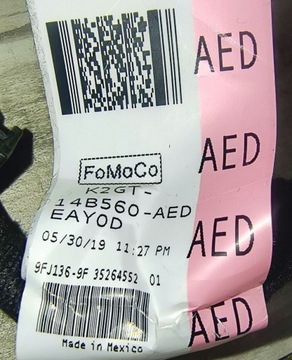 AED
FoMoCo
AED
K2GT-
14B560-AED
EAYOD
AED
05/30/19 11:27 PM
9FJ136-9F 35264552 01
Made in Mexico
AED